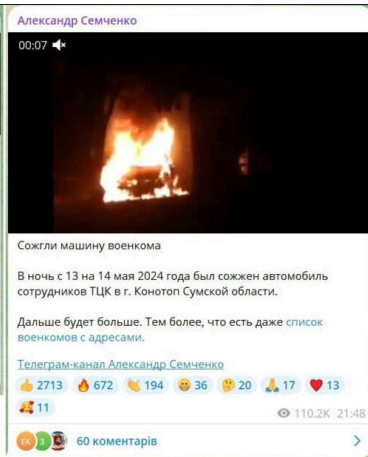 Александр Семченко
00:07
Сожгли машину военкома
В ночь с 13 на 14 мая 2024 года был сожжен автомобиль
сотрудников ТЦК в г. Конотоп Сумской области.
Дальше будет больше. Тем более, что есть даже список
военкомов с адресами.
Телеграм-канал Александр Семченко
2713 672 194 36 20 17 13
11
110.2K 21:48
EK 3 60 коментарів